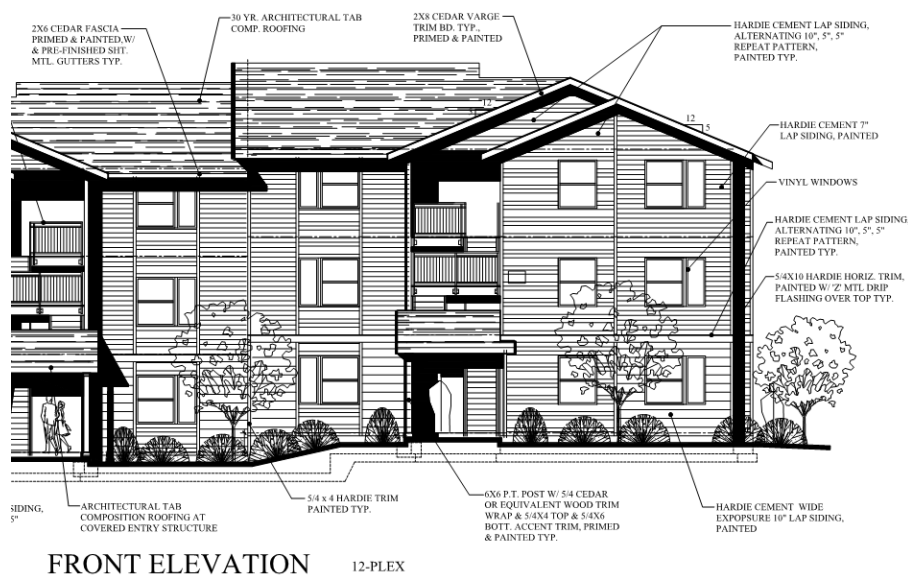 2X6 CEDAR FASCIA
PRIMED & PAINTED,W/
& PRE-FINISHED SHT.
MTL. GUTTERS TYP.
30 YR. ARCHITECTURAL TAB
COMP. ROOFING
2X8 CEDAR VARGE
TRIM BD. TYP.,
PRIMED & PAINTED
HARDIE CEMENT LAP SIDING,
ALTERNATING 10", 5", 5"
REPEAT PATTERN,
PAINTED TYP.
12
12
5
HARDIE CEMENT 7"
LAP SIDING, PAINTED
VINYL WINDOWS
HARDIE CEMENT LAP SIDING
ALTERNATING 10", 5", 5"
REPEAT PATTERN,
PAINTED TYP.
5/4X10 HARDIE HORIZ. TRIM,
PAINTED W/ 'Z' MTL DRIP
FLASHING OVER TOP TYP.
SIDING,
5"
ARCHITECTURAL TAB
COMPOSITION ROOFING AT
COVERED ENTRY STRUCTURE
5/4 x 4 HARDIE TRIM
PAINTED TYP.
6X6 P.T. POST W/ 5/4 CEDAR
OR EQUIVALENT WOOD TRIM
WRAP & 5/4X4 TOP & 5/4X6
BOTT. ACCENT TRIM, PRIMED
& PAINTED TYP.
HARDIE CEMENT WIDE
EXPOPSURE 10" LAP SIDING,
PAINTED
FRONT ELEVATION
12-PLEX